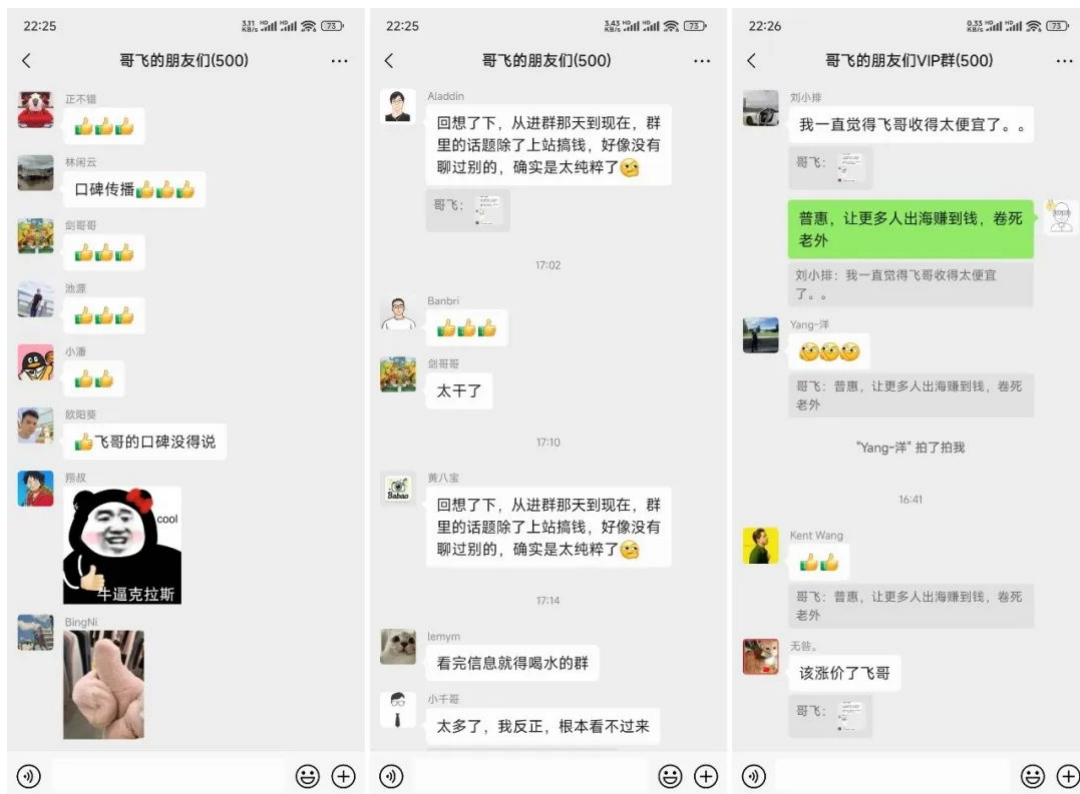 22:25
3.11 KB/s
73
哥飞的朋友们(500)
正不错
林闲云
口碑传播👍👍👍
剑哥哥
池源
小潘
欧阳葵
👍飞哥的口碑没得说
翔叔
cool
牛逼克拉斯
BingNi
22:25
3.43 KB/s
73
哥飞的朋友们(500)
Aladdin
回想了下，从进群那天到现在，群
里的话题除了上站搞钱，好像没有
聊过别的，确实是太纯粹了
哥飞：
17:02
Banbri
剑哥哥
太干了
17:10
黄八宝
Babao
回想了下，从进群那天到现在，群
里的话题除了上站搞钱，好像没有
聊过别的，确实是太纯粹了
17:14
lemym
看完信息就得喝水的群
小千哥
太多了，我反正，根本看不过来
22:26
0.33 KB/s
73
哥飞的朋友们VIP群(500)
刘小排
我一直觉得飞哥收得太便宜了。。
哥飞：
普惠，让更多人出海赚到钱，卷死
老外
刘小排：我一直觉得飞哥收得太便宜
了。。
Yang-洋
哥飞：普惠，让更多人出海赚到钱，卷死
老外
"Yang-洋" 拍了拍我
16:41
Kent Wang
哥飞：普惠，让更多人出海赚到钱，卷死
老外
无咎。
该涨价了飞哥
哥飞：